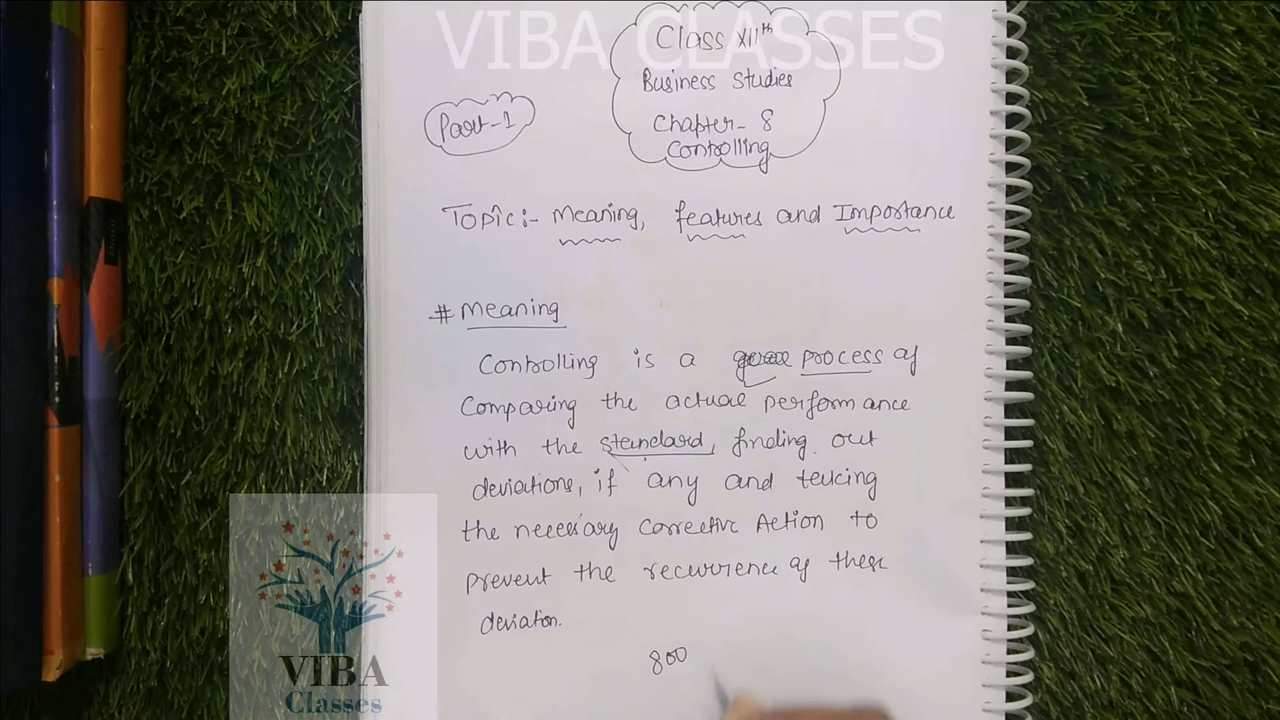 VIBA CLASSES
Class XIIth
Business Studies
Chapter- 8
Controlling
Part-1
Topic:- Meaning, features and Importance
# Meaning
Controlling is a process of
Comparing the actual performance
with the standard, finding out
deviations, if any and taking
the necessary corrective Action to
prevent the recurrence of these
deviation.
800
VIBA
Classes